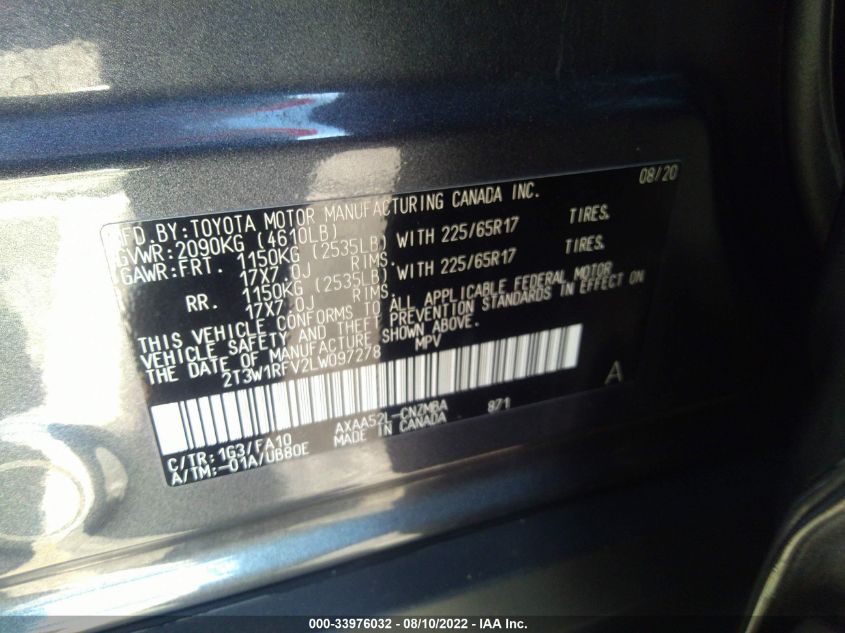 08/20
MFD.BY:TOYOTA MOTOR MANUFACTURING CANADA INC.
GVWR:2090KG (4610LB)
GAWR:FRT. 1150KG (2535LB) WITH 225/65R17 TIRES,
17X7.0J RIMS,
RR. 1150KG (2535LB) WITH 225/65R17 TIRES,
17X7.0J RIMS,
THIS VEHICLE CONFORMS TO ALL APPLICABLE FEDERAL MOTOR
VEHICLE SAFETY AND THEFT PREVENTION STANDARDS IN EFFECT ON
THE DATE OF MANUFACTURE SHOWN ABOVE.
2T3W1RFV2LW097278 MPV
A
C/TR:1G3/FA10 AXAA52L-CNZMBA 871
A/TM:-01A/UB80E MADE IN CANADA
000-33976032 - 08/10/2022 - IAA Inc.